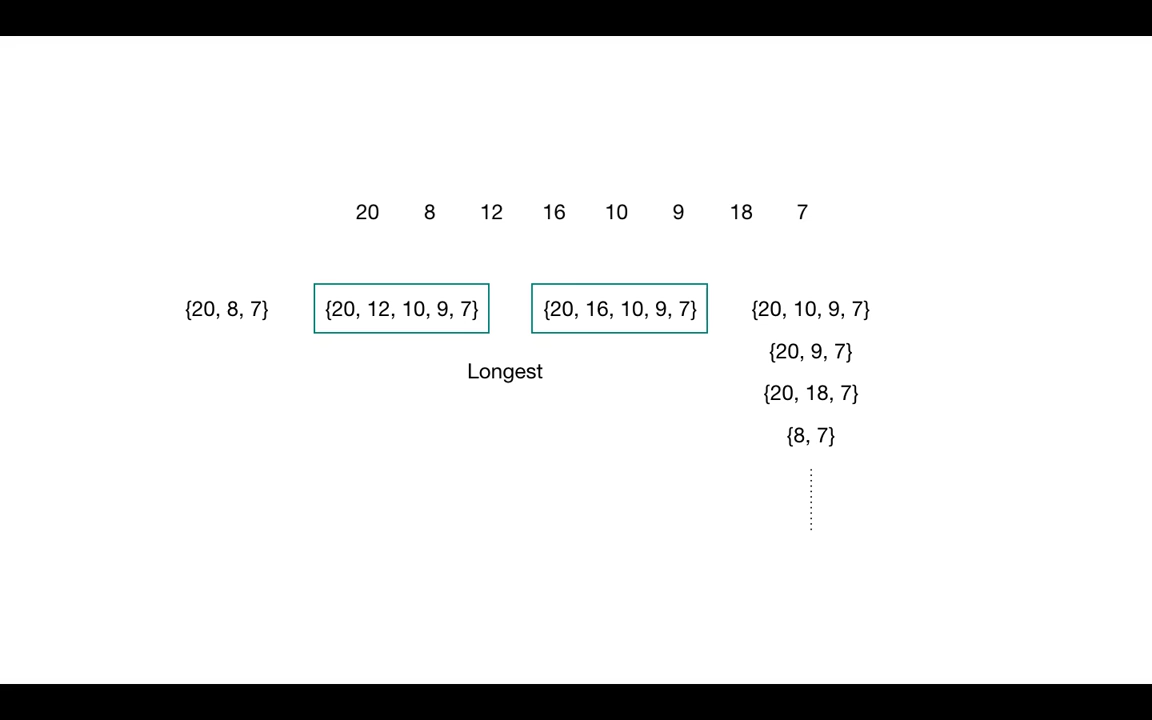 20 8 12 16 10 9 18 7
{20, 8, 7} {20, 12, 10, 9, 7} {20, 16, 10, 9, 7} {20, 10, 9, 7}
{20, 9, 7}
Longest
{20, 18, 7}
{8, 7}